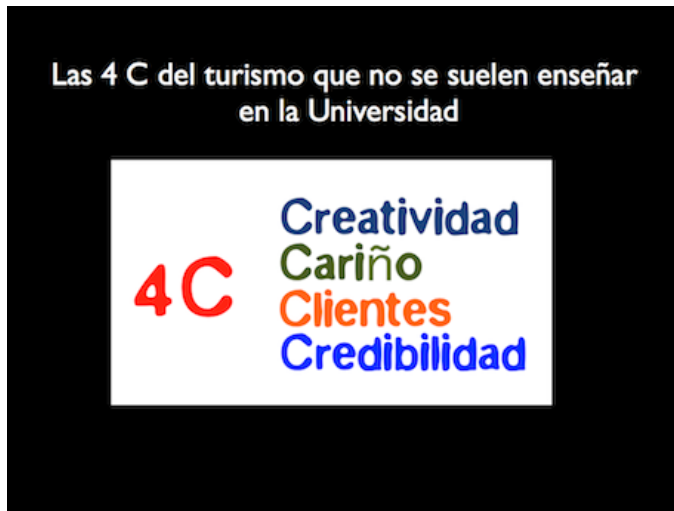 Las 4 C del turismo que no se suelen enseñar
en la Universidad
4C
Creatividad
Cariño
Clientes
Credibilidad